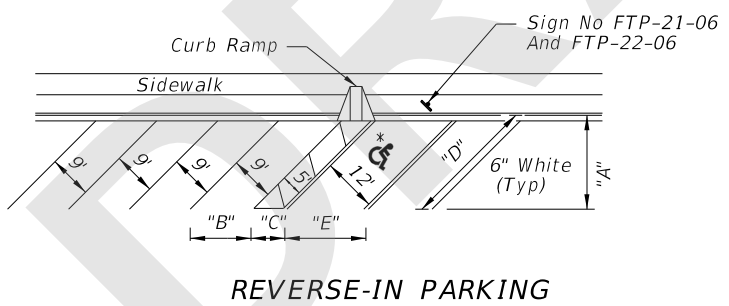 Sign No FTP-21-06
And FTP-22-06
Curb Ramp
Sidewalk
9'
9'
9'
9'
5'
*
12'
"D"
6" White
(Typ)
"A"
"B"
"C"
"E"
REVERSE-IN PARKING